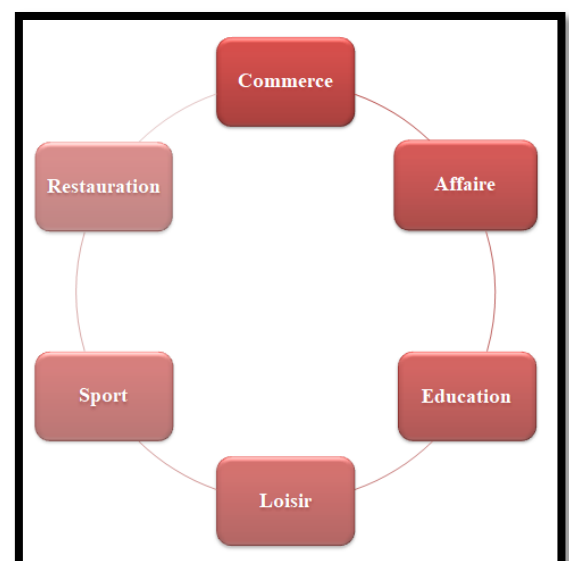 Commerce
Affaire
Education
Loisir
Sport
Restauration